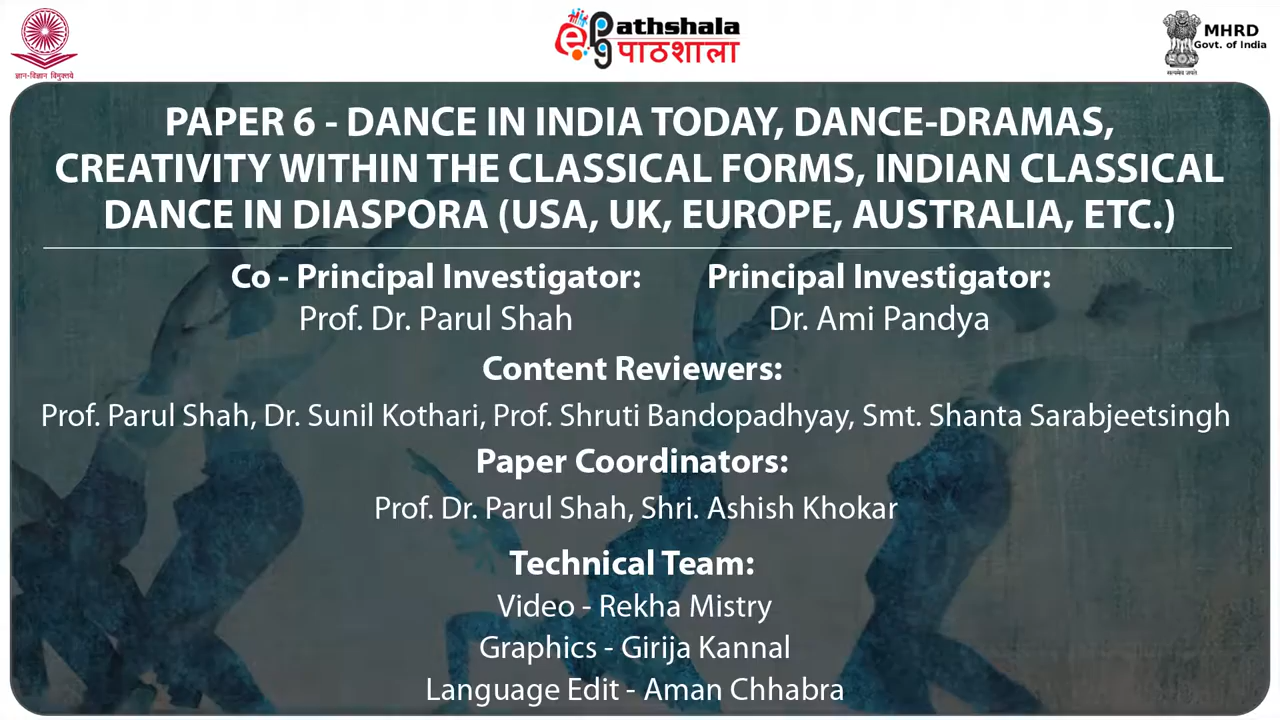 ज्ञान-विज्ञान विमुक्तये
ePathshala
पाठशाला
MHRD
Govt. of India
सत्यमेव जयते
PAPER 6 - DANCE IN INDIA TODAY, DANCE-DRAMAS,
CREATIVITY WITHIN THE CLASSICAL FORMS, INDIAN CLASSICAL
DANCE IN DIASPORA (USA, UK, EUROPE, AUSTRALIA, ETC.)
Co - Principal Investigator: Principal Investigator:
Prof. Dr. Parul Shah Dr. Ami Pandya
Content Reviewers:
Prof. Parul Shah, Dr. Sunil Kothari, Prof. Shruti Bandopadhyay, Smt. Shanta Sarabjeetsingh
Paper Coordinators:
Prof. Dr. Parul Shah, Shri. Ashish Khokar
Technical Team:
Video - Rekha Mistry
Graphics - Girija Kannal
Language Edit - Aman Chhabra